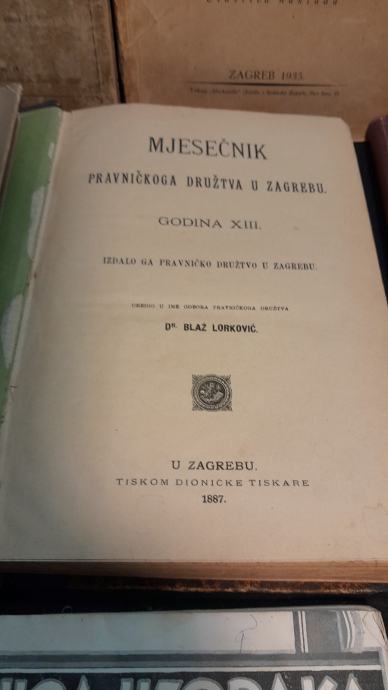 ZAGREB 1935.
MJESEČNIK
PRAVNIČKOGA DRUŽTVA U ZAGREBU.
GODINA XIII.
IZDALO GA PRAVNIČKO DRUŽTVO U ZAGREBU.
UREDIO U IME ODBORA PRAVNIČKOGA DRUŽTVA
DR. BLAŽ LORKOVIĆ.
U ZAGREBU.
TISKOM DIONIČKE TISKARE
1887.